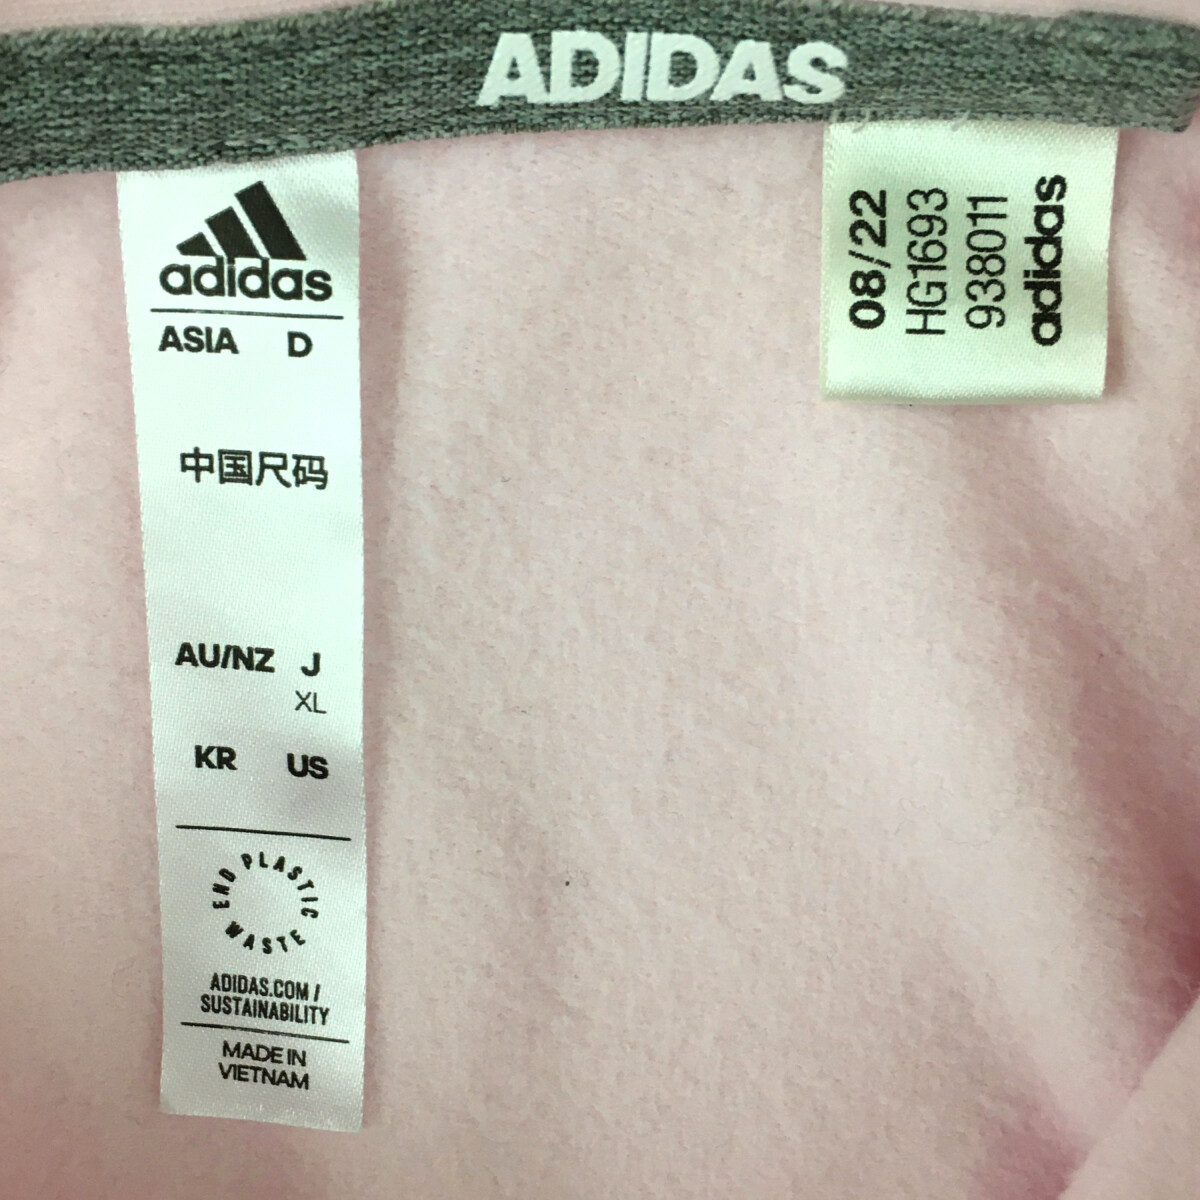 ADIDAS
adidas
ASIA D
中国尺码
AU/NZ J
XL
KR US
END PLASTIC WASTE
ADIDAS.COM /
SUSTAINABILITY
MADE IN
VIETNAM
08/22
HG1693
938011
adidas